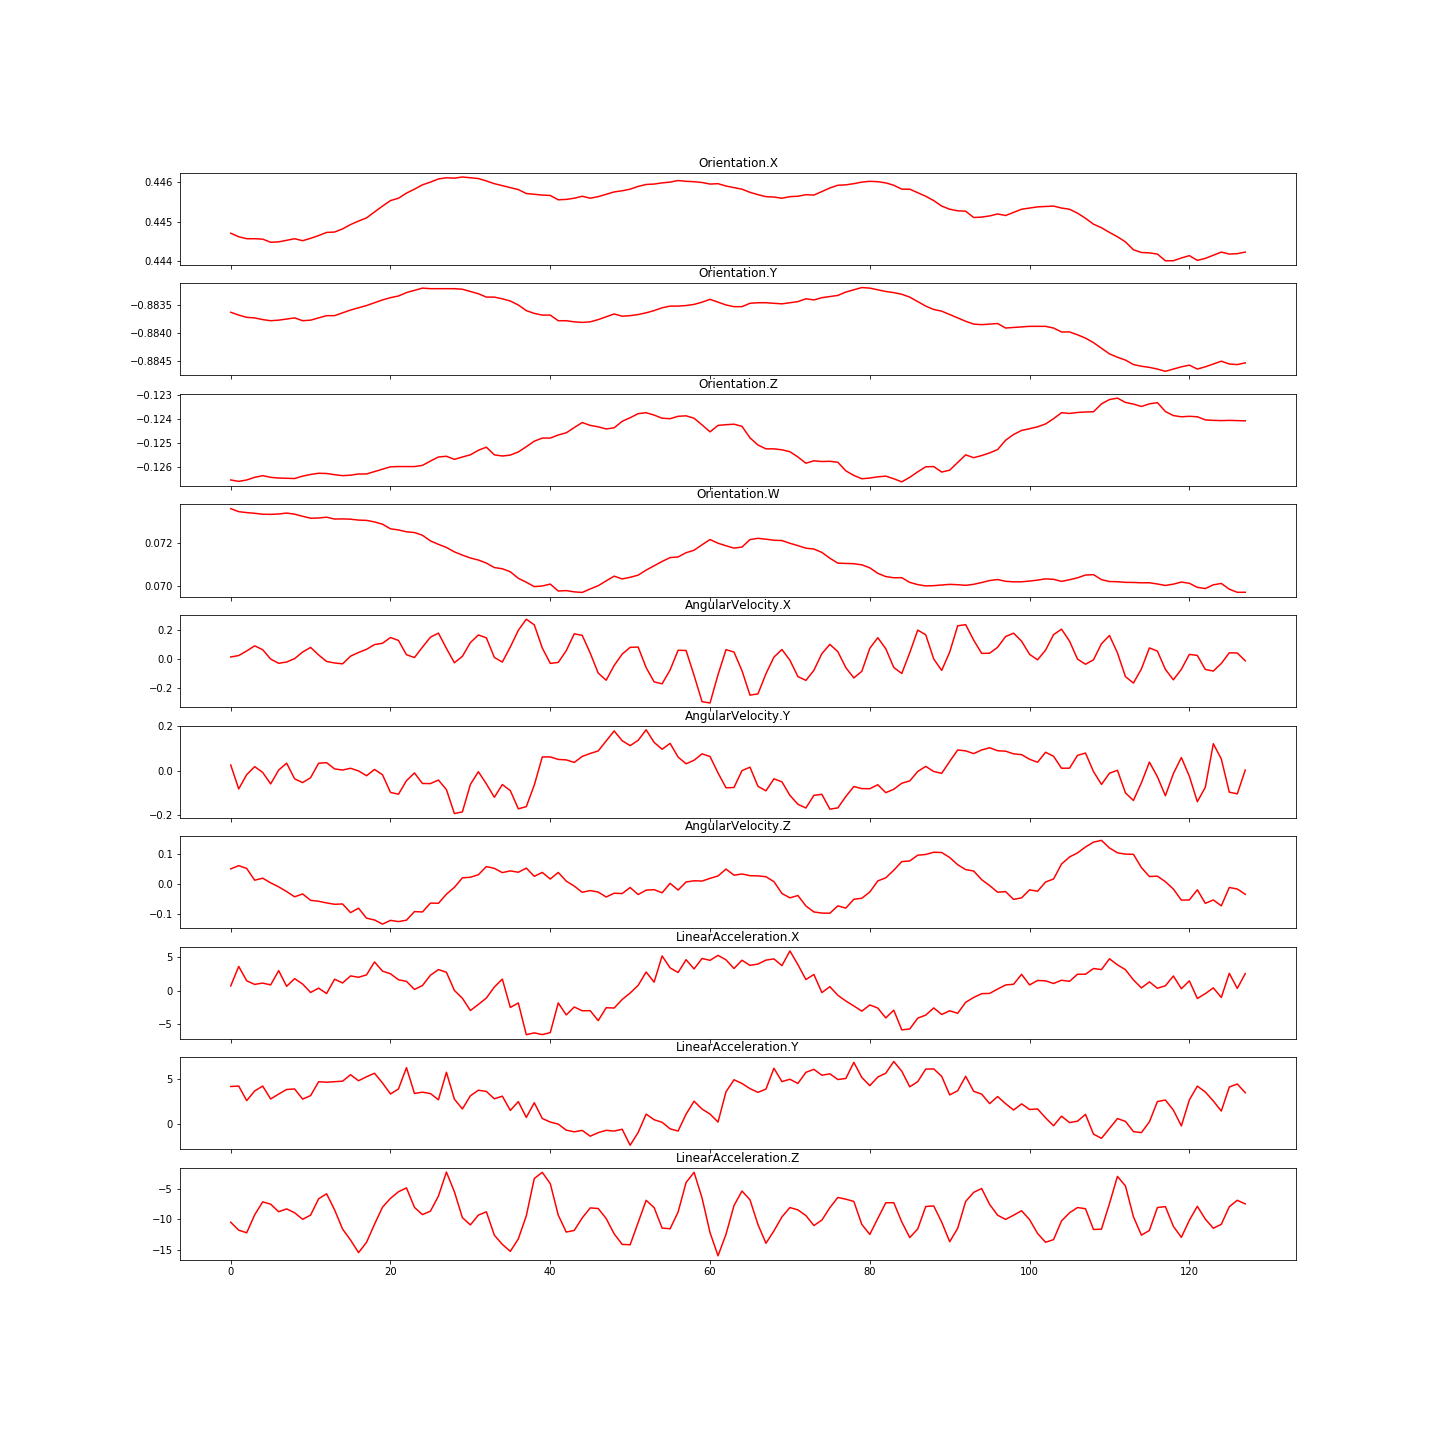 Orientation.X
0.446
0.445
0.444
Orientation.Y
−0.8835
−0.8840
−0.8845
Orientation.Z
−0.123
−0.124
−0.125
−0.126
Orientation.W
0.072
0.070
AngularVelocity.X
0.2
0.0
−0.2
AngularVelocity.Y
0.2
0.0
−0.2
AngularVelocity.Z
0.1
0.0
−0.1
LinearAcceleration.X
5
0
−5
LinearAcceleration.Y
5
0
LinearAcceleration.Z
−5
−10
−15
0 20 40 60 80 100 120